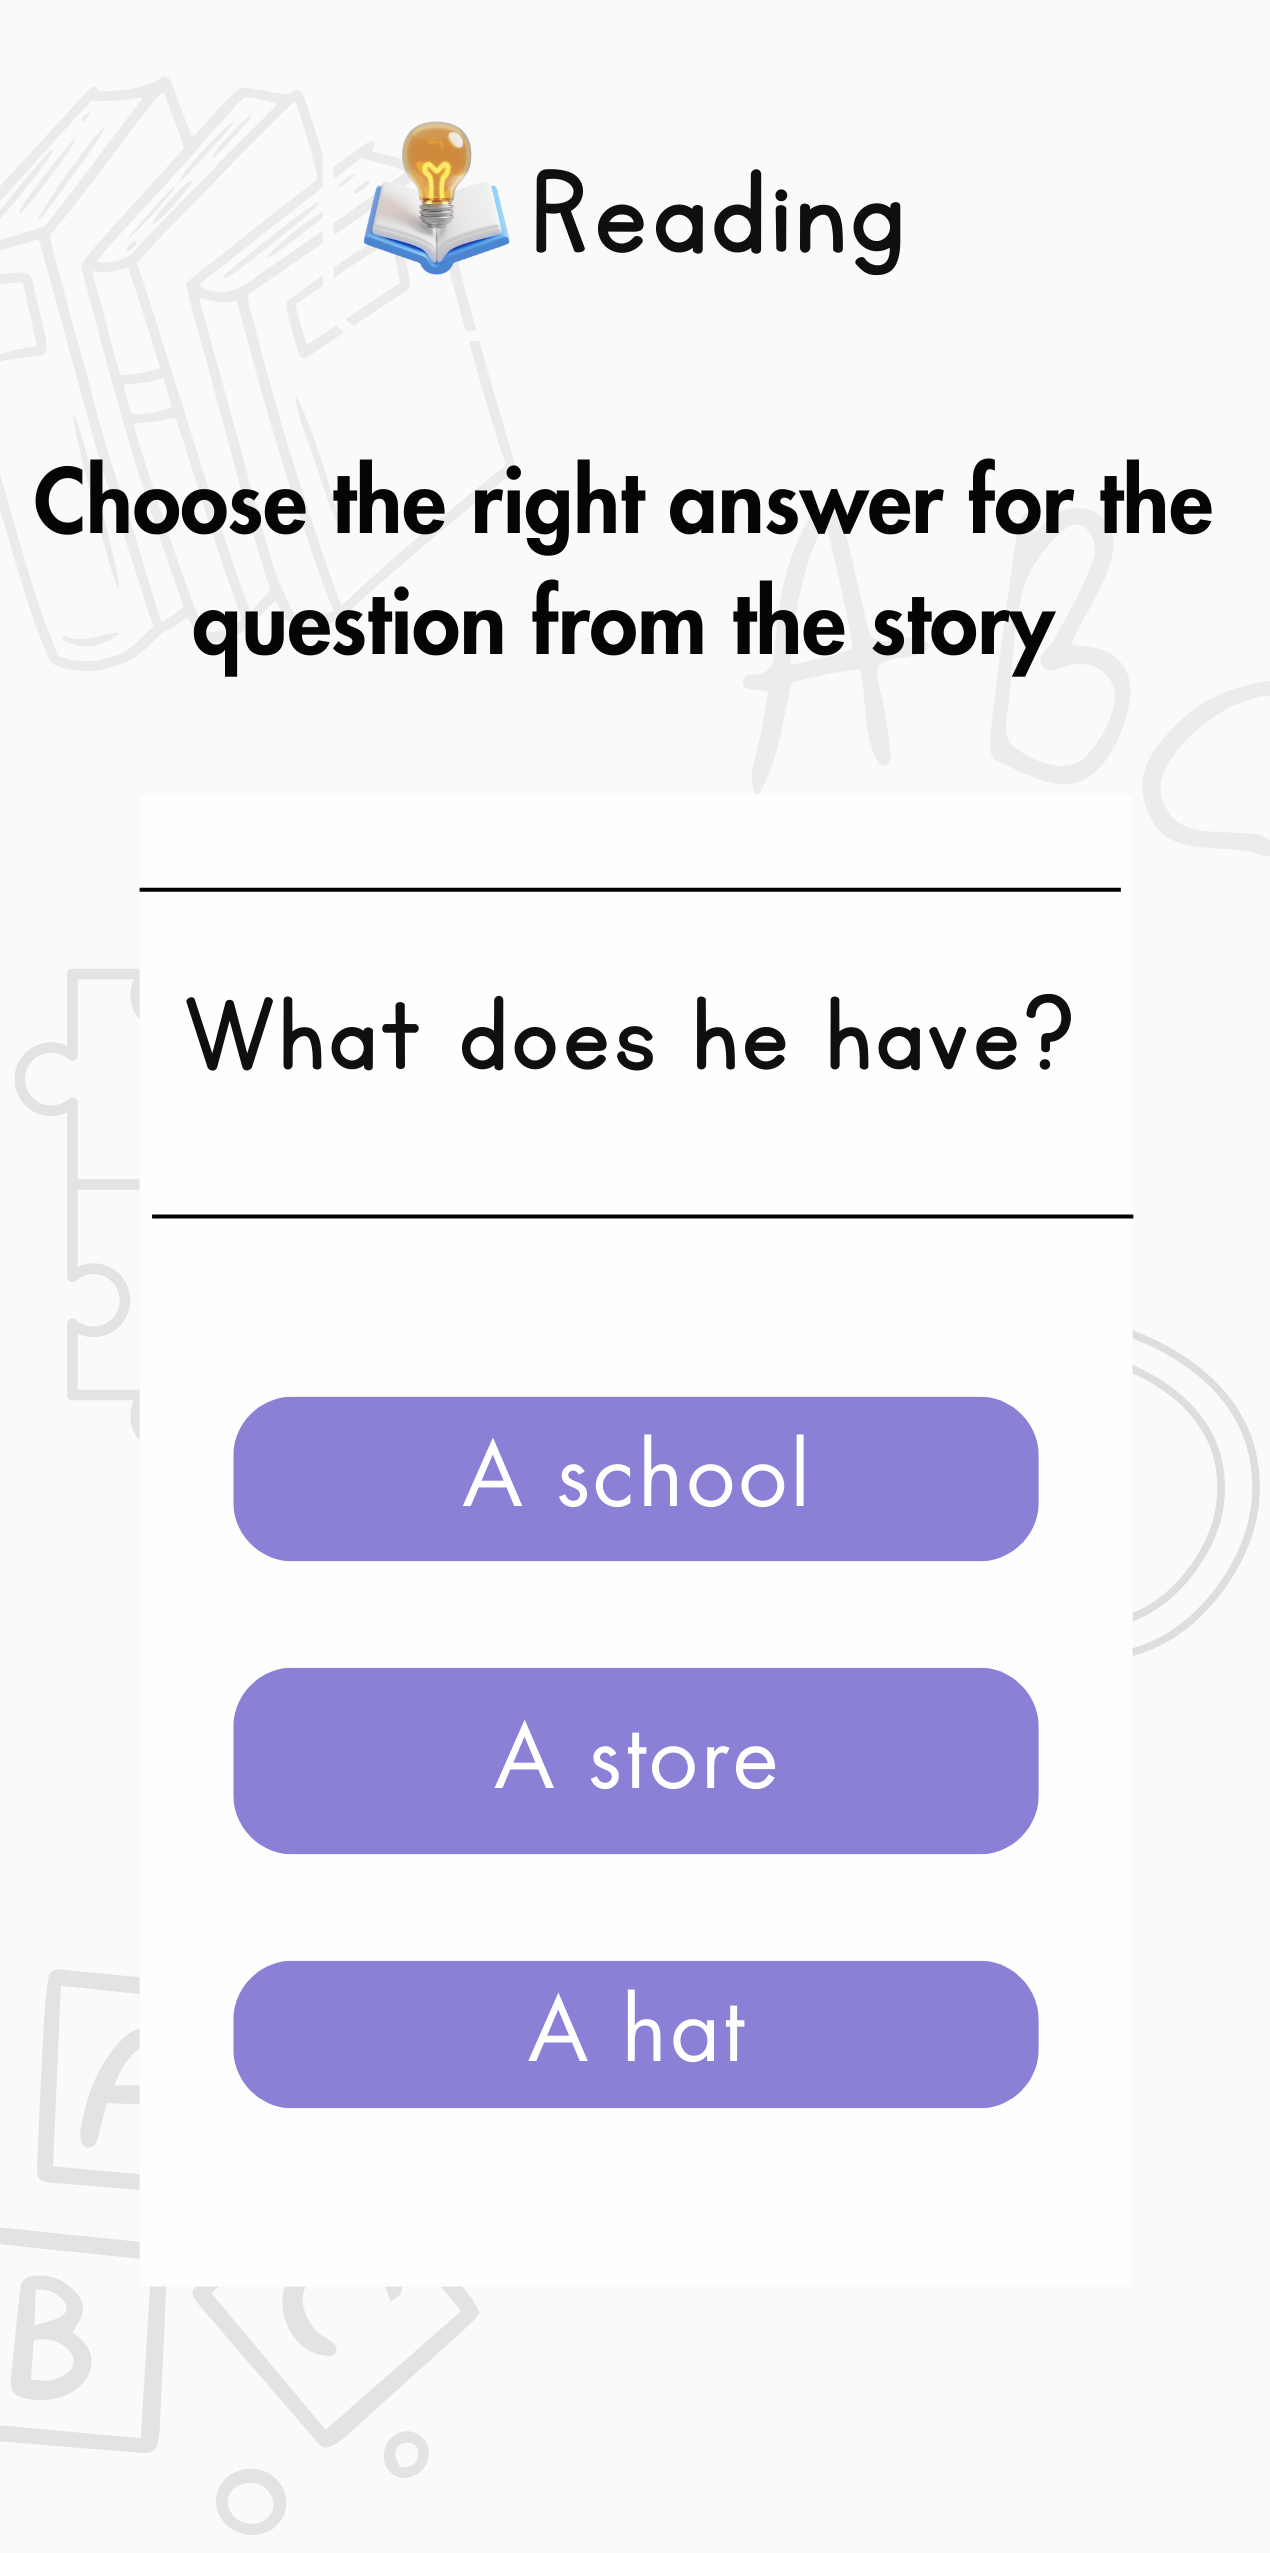 Reading
Choose the right answer for the
question from the story
A B C
What does he have?
A school
A store
A hat
A
B
C